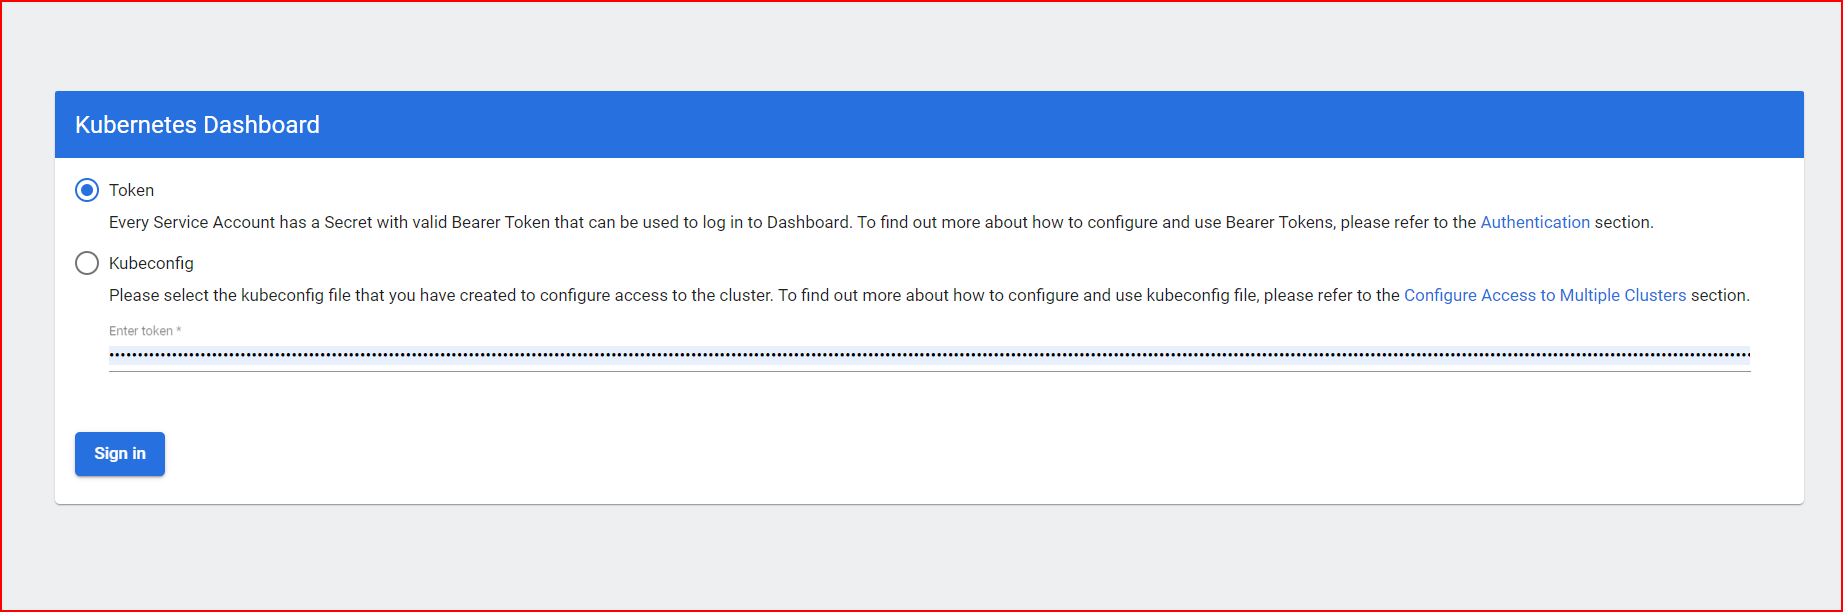 Kubernetes Dashboard
Token
Every Service Account has a Secret with valid Bearer Token that can be used to log in to Dashboard. To find out more about how to configure and use Bearer Tokens, please refer to the Authentication section.
Kubeconfig
Please select the kubeconfig file that you have created to configure access to the cluster. To find out more about how to configure and use kubeconfig file, please refer to the Configure Access to Multiple Clusters section.
Enter token *
Sign in